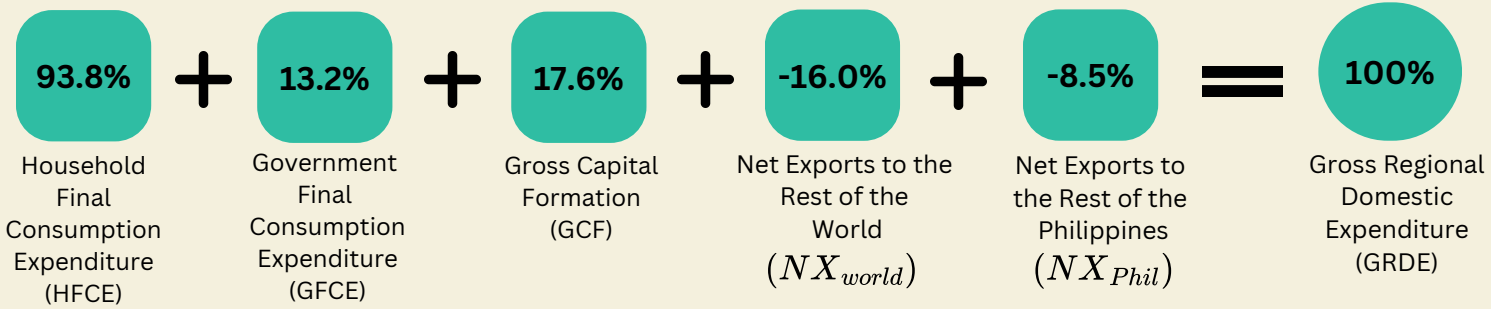 93.8% + 13.2% + 17.6% + -16.0% + -8.5% = 100%
Household
Final
Consumption
Expenditure
(HFCE)
Government
Final
Consumption
Expenditure
(GFCE)
Gross Capital
Formation
(GCF)
Net Exports to the
Rest of the
World
(NX_world)
Net Exports to
the Rest of the
Philippines
(NX_Phil)
Gross Regional
Domestic
Expenditure
(GRDE)